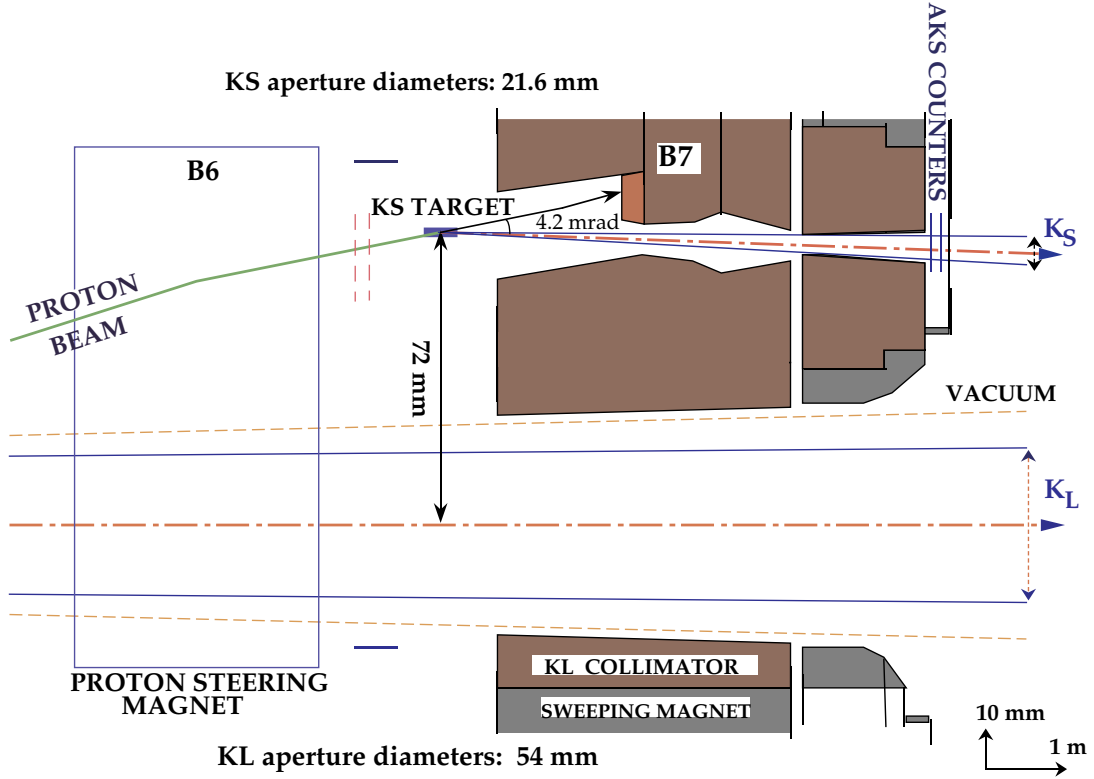 KS aperture diameters: 21.6 mm
AKS COUNTERS
B6
B7
KS TARGET
4.2 mrad
KS
PROTON
BEAM
72 mm
VACUUM
KL
KL COLLIMATOR
PROTON STEERING
MAGNET
SWEEPING MAGNET
10 mm
1 m
KL aperture diameters: 54 mm